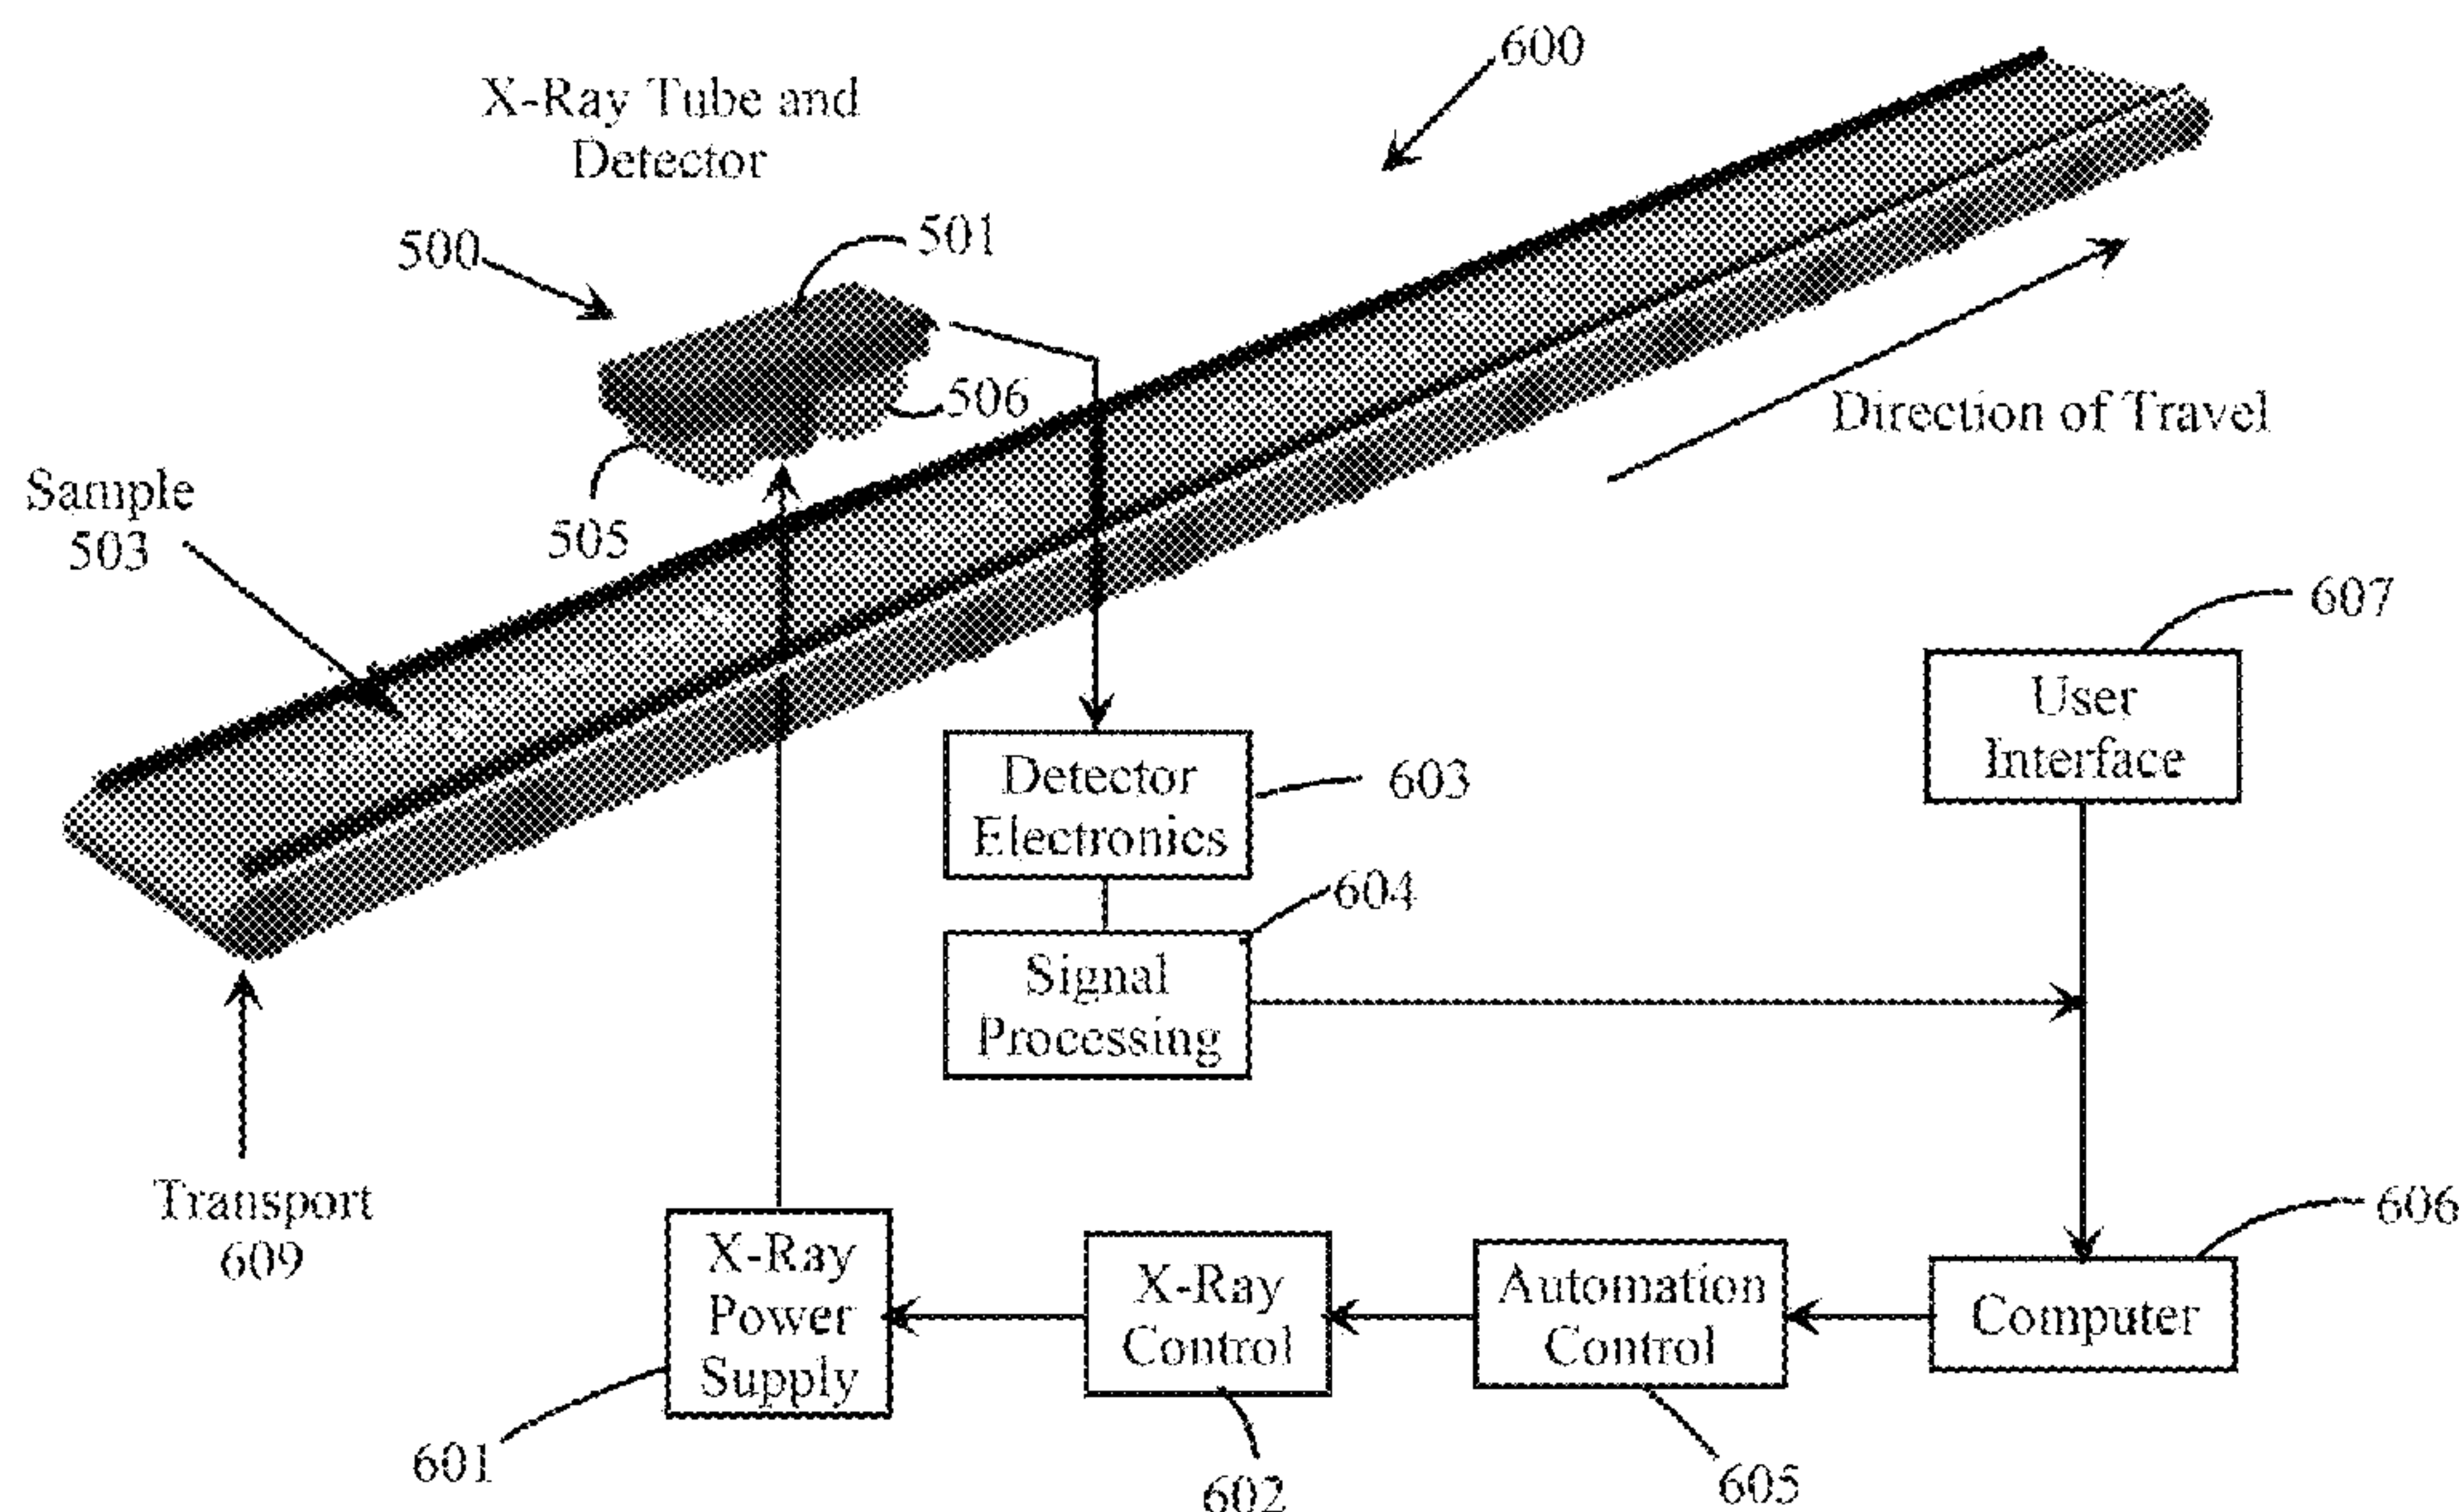 600
X-Ray Tube and
Detector
500
501
506
505
Direction of Travel
Sample
503
607
User
Interface
Detector
Electronics
603
604
Signal
Processing
Transport
609
606
X-Ray
Power
Supply
X-Ray
Control
Automation
Control
Computer
601
602
605